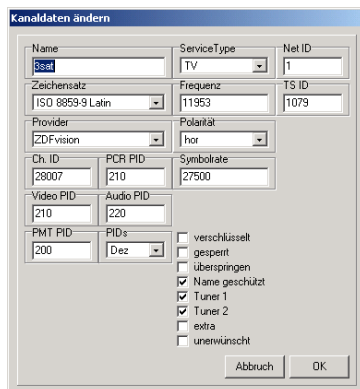 Kanaldaten ändern
Name ServiceType Net ID
3sat TV 1
Zeichensatz Frequenz TS ID
ISO 8859-9 Latin 11953 1079
Provider Polarität
ZDFvision hor
Ch. ID PCR PID Symbolrate
28007 210 27500
Video PID Audio PID
210 220
PMT PID PIDs
200 Dez
verschlüsselt
gesperrt
überspringen
Name geschützt
Tuner 1
Tuner 2
extra
unerwünscht
Abbruch OK